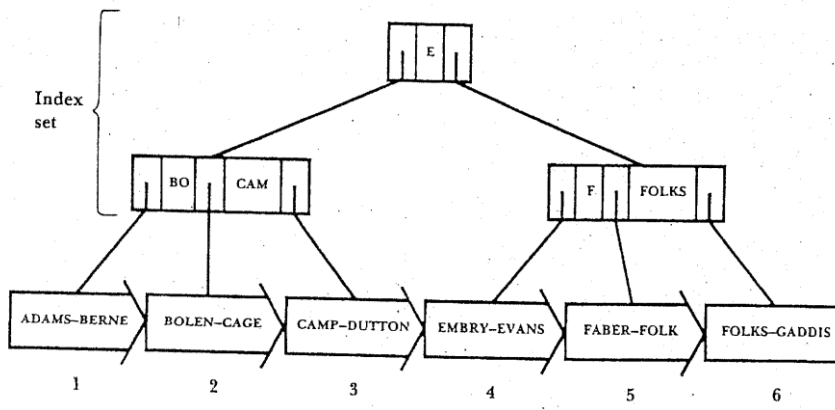 E
Index
set
BO CAM
F FOLKS
ADAMS–BERNE BOLEN–CAGE CAMP–DUTTON EMBRY–EVANS FABER–FOLK FOLKS–GADDIS
1 2 3 4 5 6